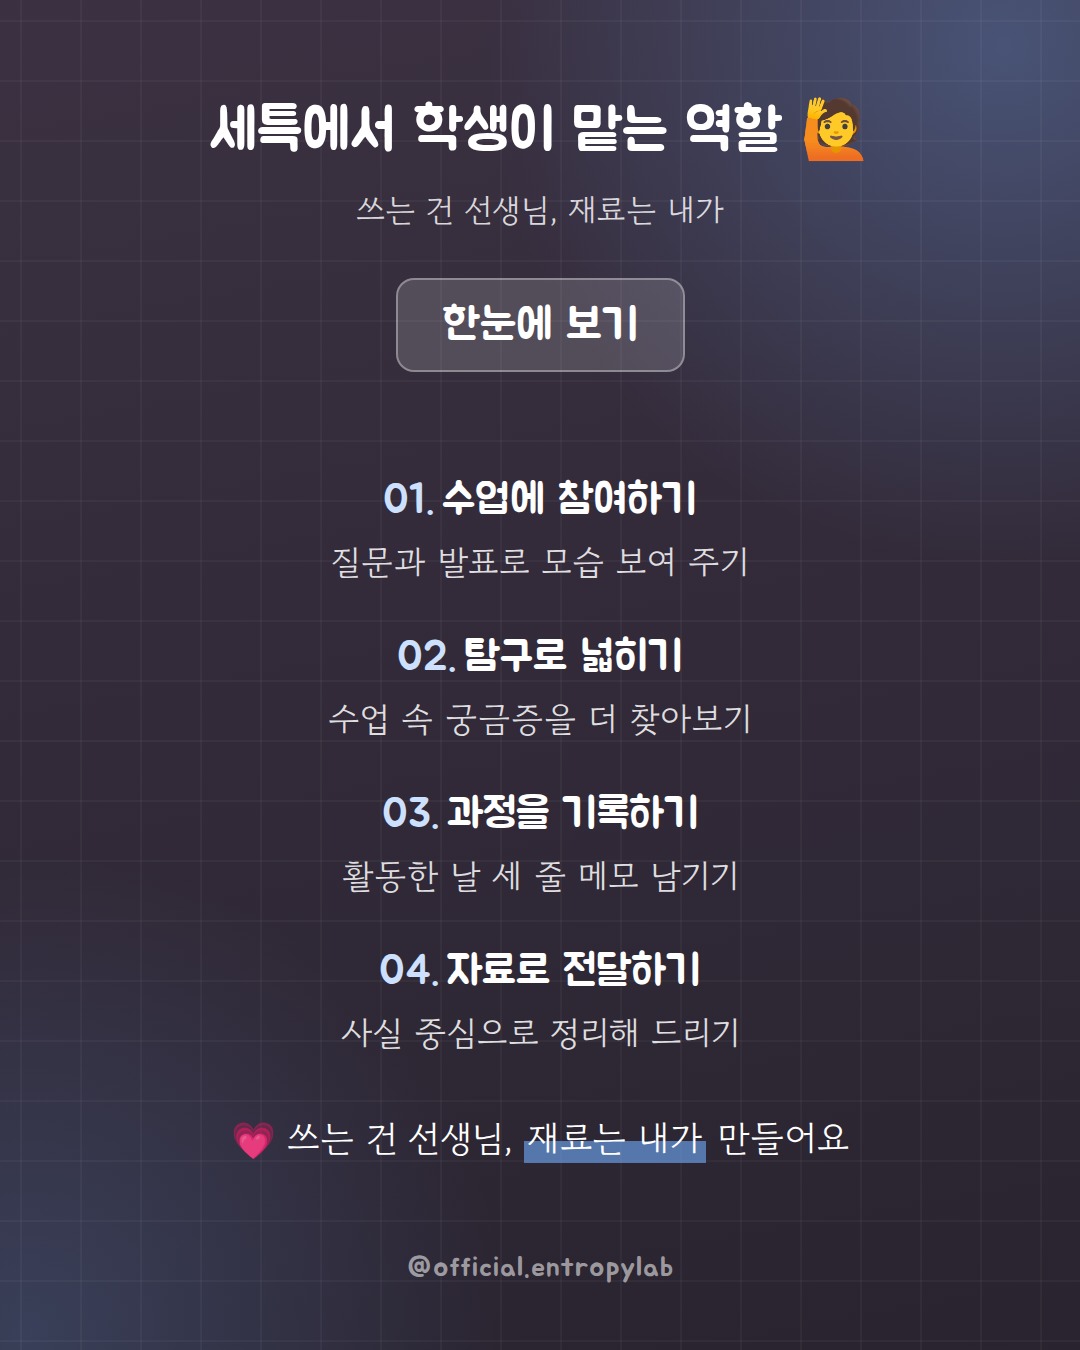 세특에서 학생이 맡는 역할 🙋
쓰는 건 선생님, 재료는 내가
한눈에 보기
01. 수업에 참여하기
질문과 발표로 모습 보여 주기
02. 탐구로 넓히기
수업 속 궁금증을 더 찾아보기
03. 과정을 기록하기
활동한 날 세 줄 메모 남기기
04. 자료로 전달하기
사실 중심으로 정리해 드리기
💗 쓰는 건 선생님, 재료는 내가 만들어요
@official.entropylab